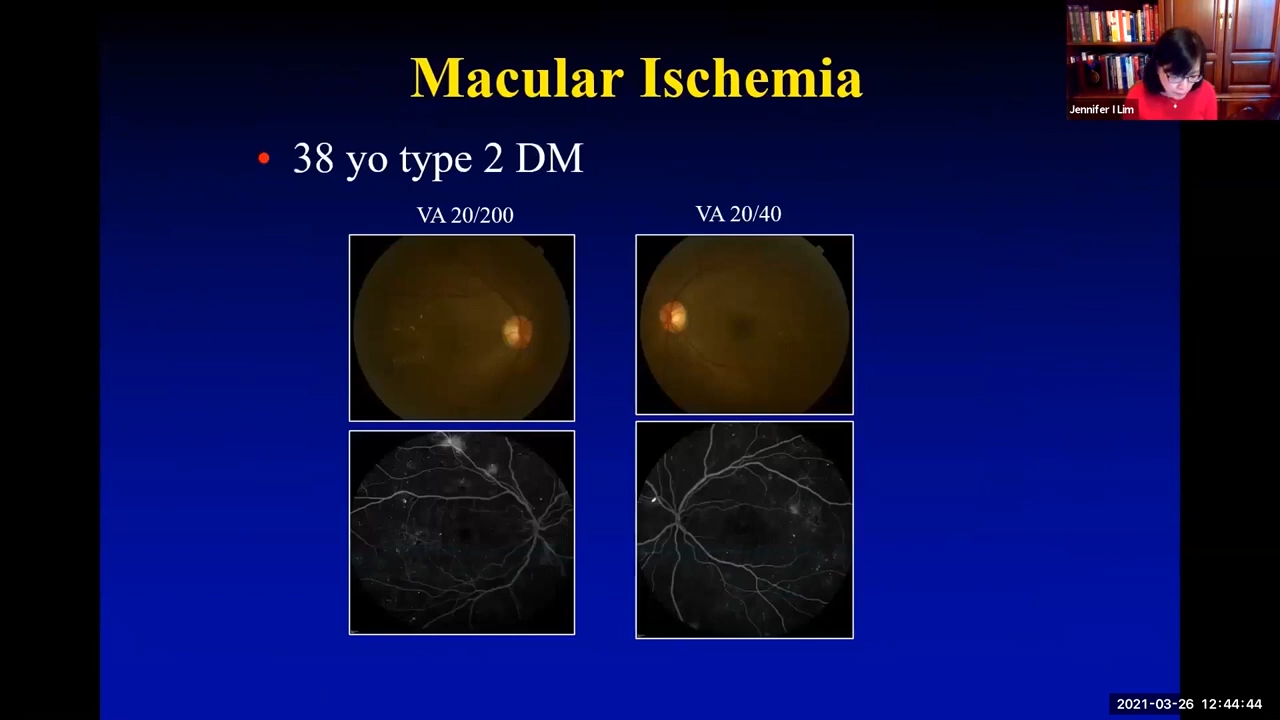 Macular Ischemia
Jennifer I Lim
• 38 yo type 2 DM
VA 20/200
VA 20/40
2021-03-26 12:44:44